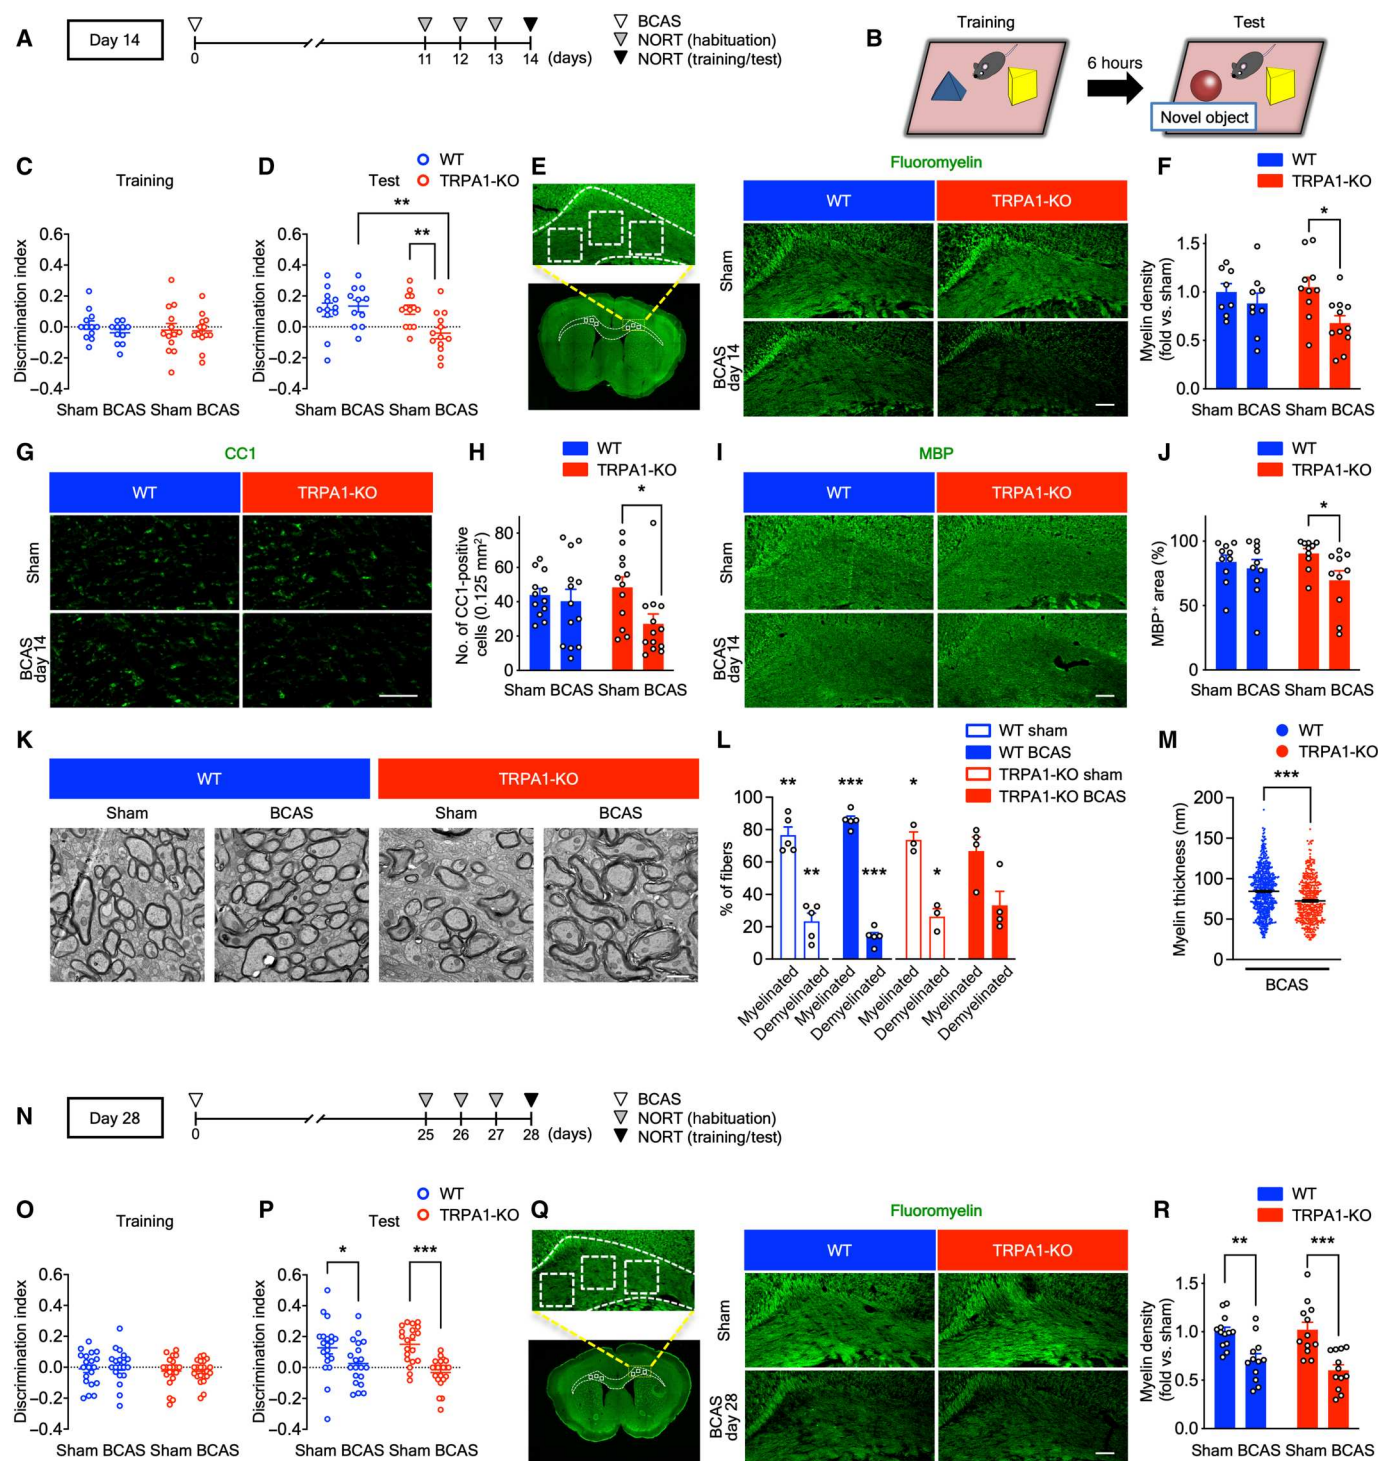 A
Day 14
0
11 12 13 14 (days)
BCAS
NORT (habituation)
NORT (training/test)
B
Training
6 hours
Test
Novel object
C
Training
Discrimination index
0.6
0.4
0.2
0.0
−0.2
−0.4
Sham BCAS Sham BCAS
D
WT
TRPA1-KO
Test
**
**
Discrimination index
0.6
0.4
0.2
0.0
−0.2
−0.4
Sham BCAS Sham BCAS
E
Fluoromyelin
WT TRPA1-KO
Sham
BCAS
day 14
F
WT
TRPA1-KO
*
Myelin density
(fold vs. sham)
1.5
1.0
0.5
0.0
Sham BCAS Sham BCAS
G
CC1
WT TRPA1-KO
Sham
BCAS
day 14
H
WT
TRPA1-KO
*
No. of CC1-positive
cells (0.125 mm²)
80
60
40
20
0
Sham BCAS Sham BCAS
I
MBP
WT TRPA1-KO
Sham
BCAS
day 14
J
WT
TRPA1-KO
*
MBP⁺ area (%)
100
50
0
Sham BCAS Sham BCAS
K
WT TRPA1-KO
Sham BCAS Sham BCAS
L
WT sham
WT BCAS
TRPA1-KO sham
TRPA1-KO BCAS
** *** *
** *** *
% of fibers
100
80
60
40
20
0
Myelinated Demyelinated Myelinated Demyelinated Myelinated Demyelinated Myelinated Demyelinated
M
WT
TRPA1-KO
***
Myelin thickness (nm)
200
150
100
50
0
BCAS
N
Day 28
0
25 26 27 28 (days)
BCAS
NORT (habituation)
NORT (training/test)
O
Training
Discrimination index
0.6
0.4
0.2
0.0
−0.2
−0.4
Sham BCAS Sham BCAS
P
WT
TRPA1-KO
Test
* ***
Discrimination index
0.6
0.4
0.2
0.0
−0.2
−0.4
Sham BCAS Sham BCAS
Q
Fluoromyelin
WT TRPA1-KO
Sham
BCAS
day 28
R
WT
TRPA1-KO
** ***
Myelin density
(fold vs. sham)
1.5
1.0
0.5
0.0
Sham BCAS Sham BCAS